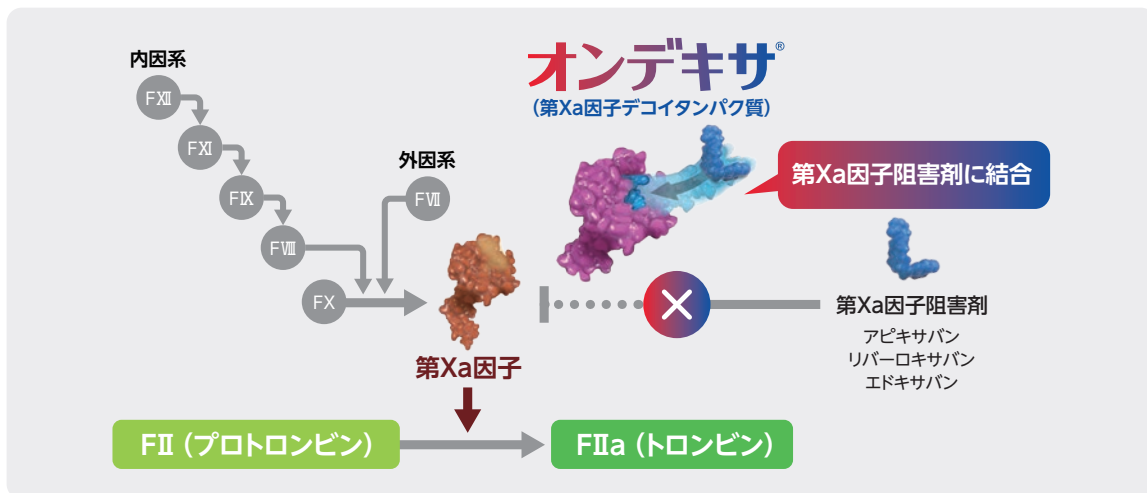 内因系
FⅫ
FⅪ
FⅨ
FⅧ
FX
外因系
FⅦ
オンデキサ®
(第Xa因子デコイタンパク質)
第Xa因子阻害剤に結合
第Xa因子阻害剤
アピキサバン
リバーロキサバン
エドキサバン
第Xa因子
FⅡ(プロトロンビン)
FⅡa(トロンビン)